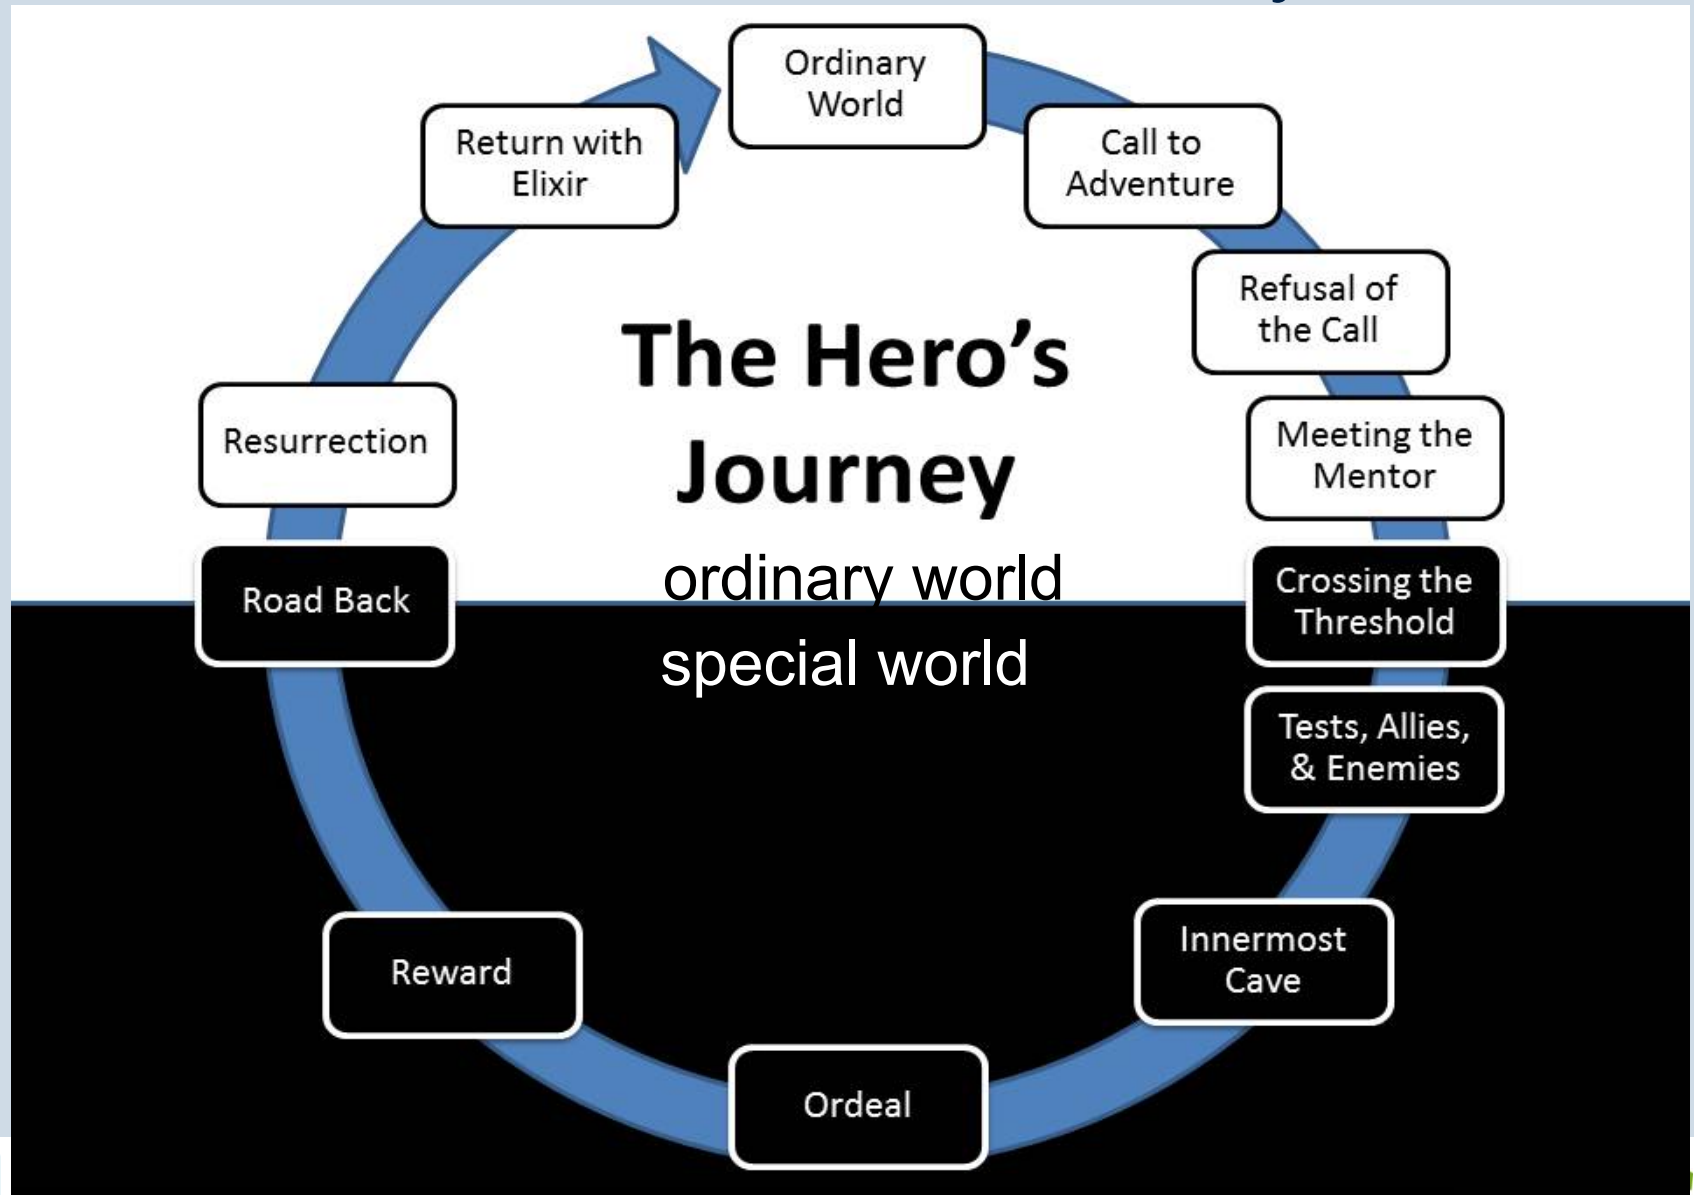 Ordinary
World
Call to
Adventure
Refusal of
the Call
Meeting the
Mentor
Crossing the
Threshold
Tests, Allies,
& Enemies
Innermost
Cave
Ordeal
Reward
Road Back
Resurrection
Return with
Elixir
The Hero’s
Journey
ordinary world
special world